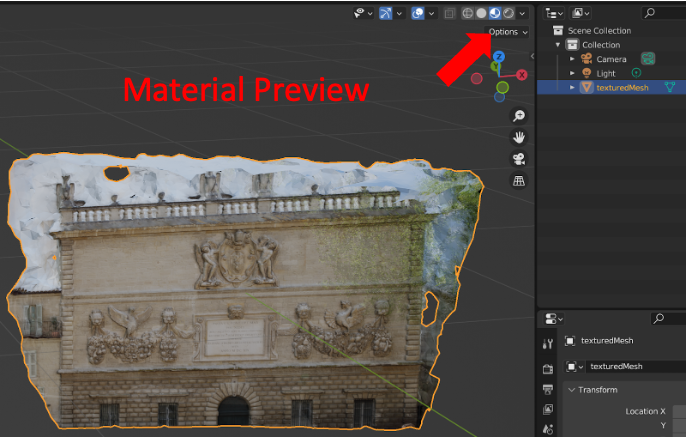 Options
Z
Y
X
Material Preview
Scene Collection
Collection
Camera
Light
texturedMesh
texturedMesh
texturedMesh
Transform
Location X
Y